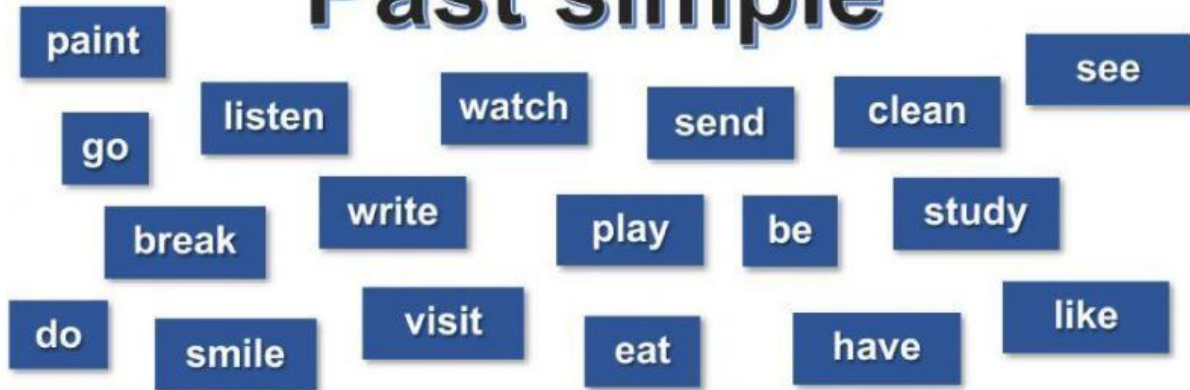 Past simple
paint
see
listen
watch
send
clean
go
write
play
be
study
break
do
smile
visit
eat
have
like